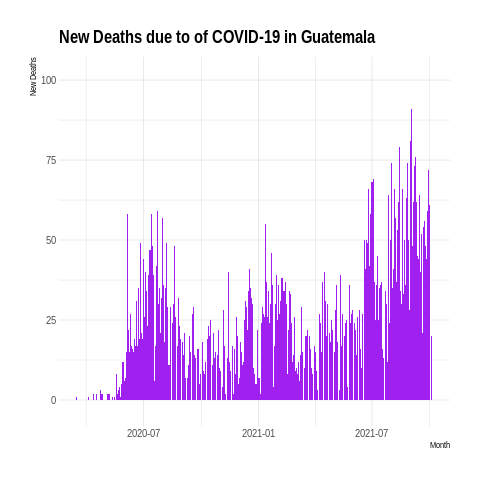 New Deaths due to of COVID-19 in Guatemala
New Deaths
100
75
50
25
0
2020-07
2021-01
2021-07
Month